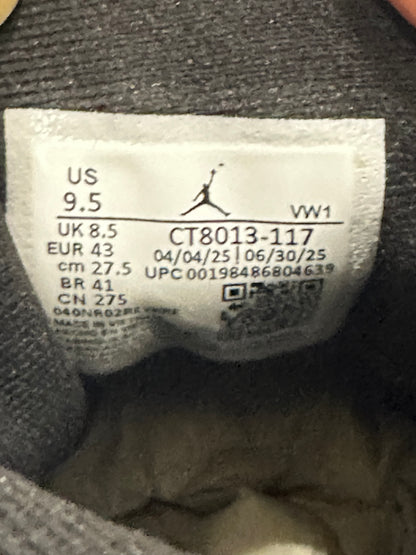 US
9.5
VW1
UK 8.5
EUR 43
cm 27.5
BR 41
CN 275
CT8013-117
04/04/25 | 06/30/25
UPC 00198486804639